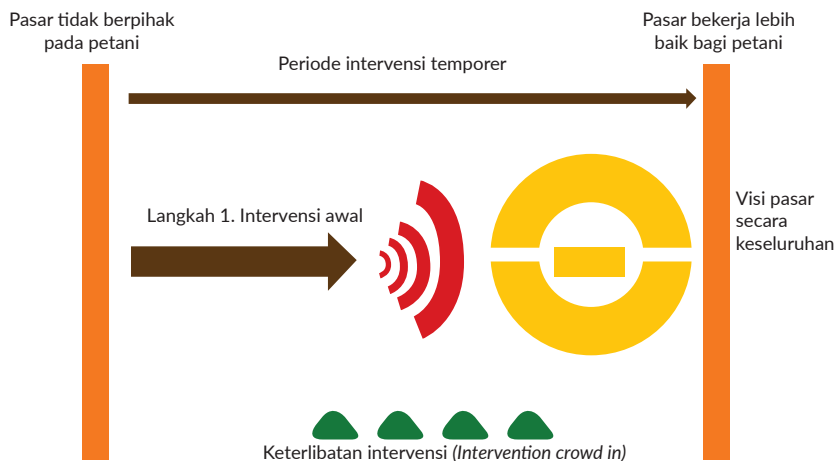 Pasar tidak berpihak
pada petani
Pasar bekerja lebih
baik bagi petani
Periode intervensi temporer
Langkah 1. Intervensi awal
Visi pasar
secara
keseluruhan
Keterlibatan intervensi (Intervention crowd in)